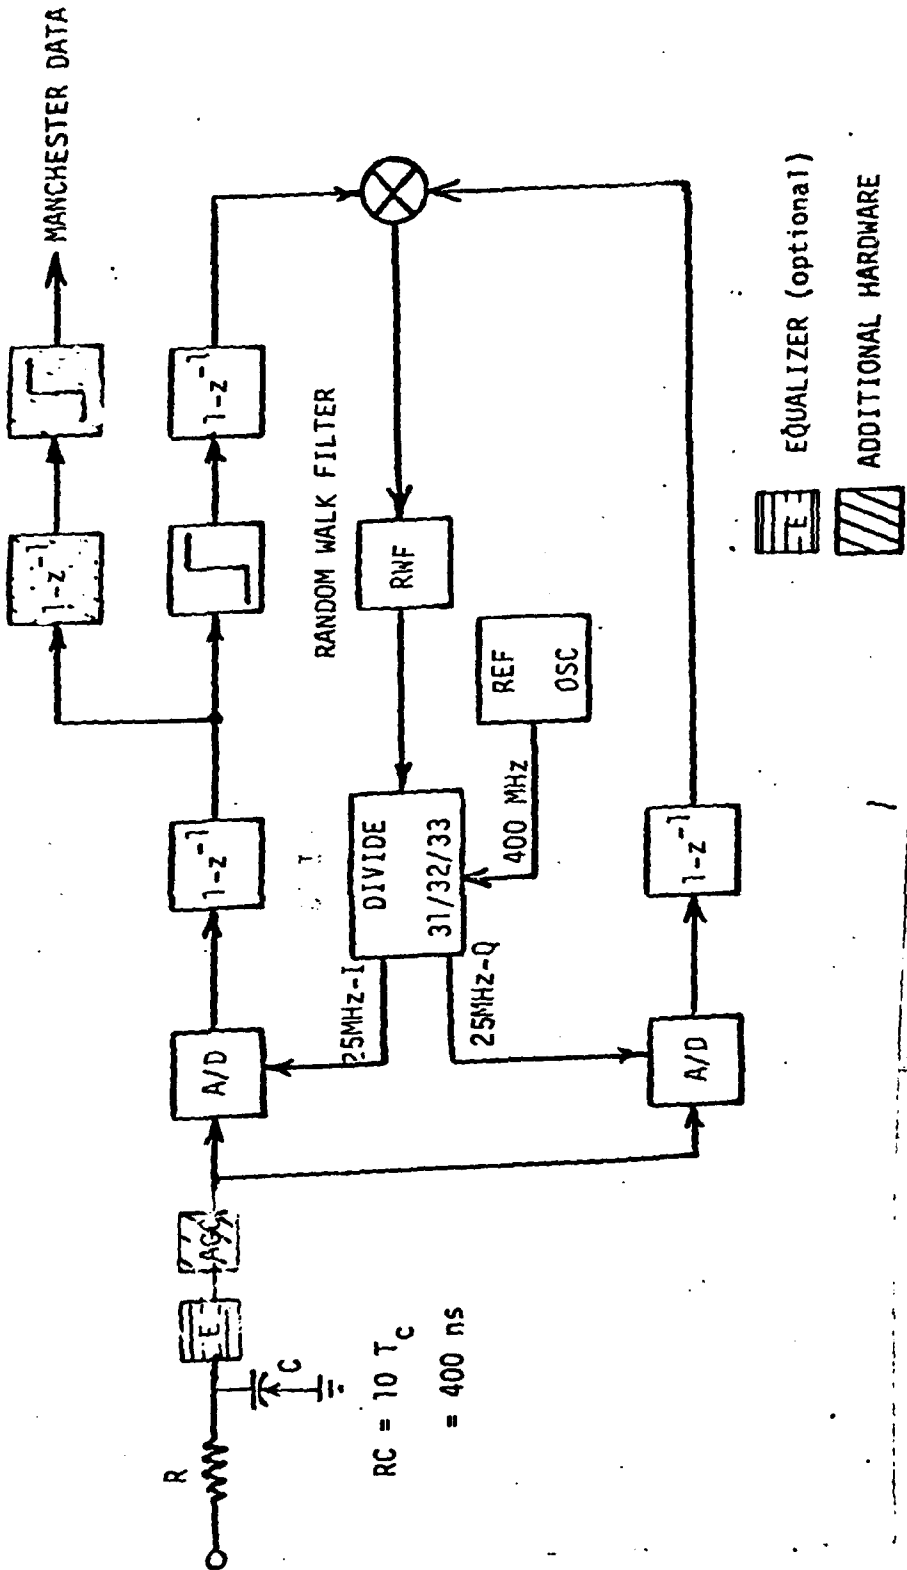 MANCHESTER DATA
1-z⁻¹
1-z⁻¹
RANDOM WALK FILTER
RWF
REF
OSC
400 MHz
DIVIDE
31/32/33
25MHz-I
25MHz-Q
1-z⁻¹
1-z⁻¹
A/D
A/D
AGC
E
R
C
RC = 10 T_c
= 400 ns
E
EQUALIZER (optional)
ADDITIONAL HARDWARE